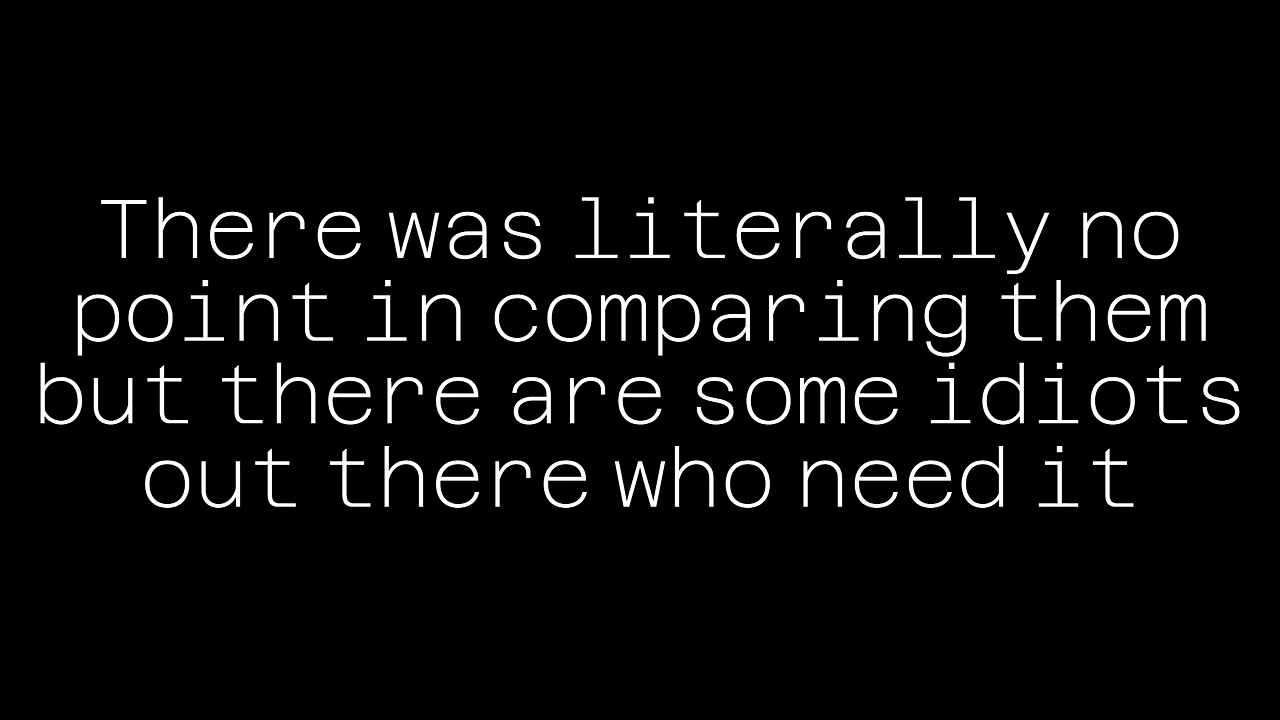 There was literally no
point in comparing them
but there are some idiots
out there who need it